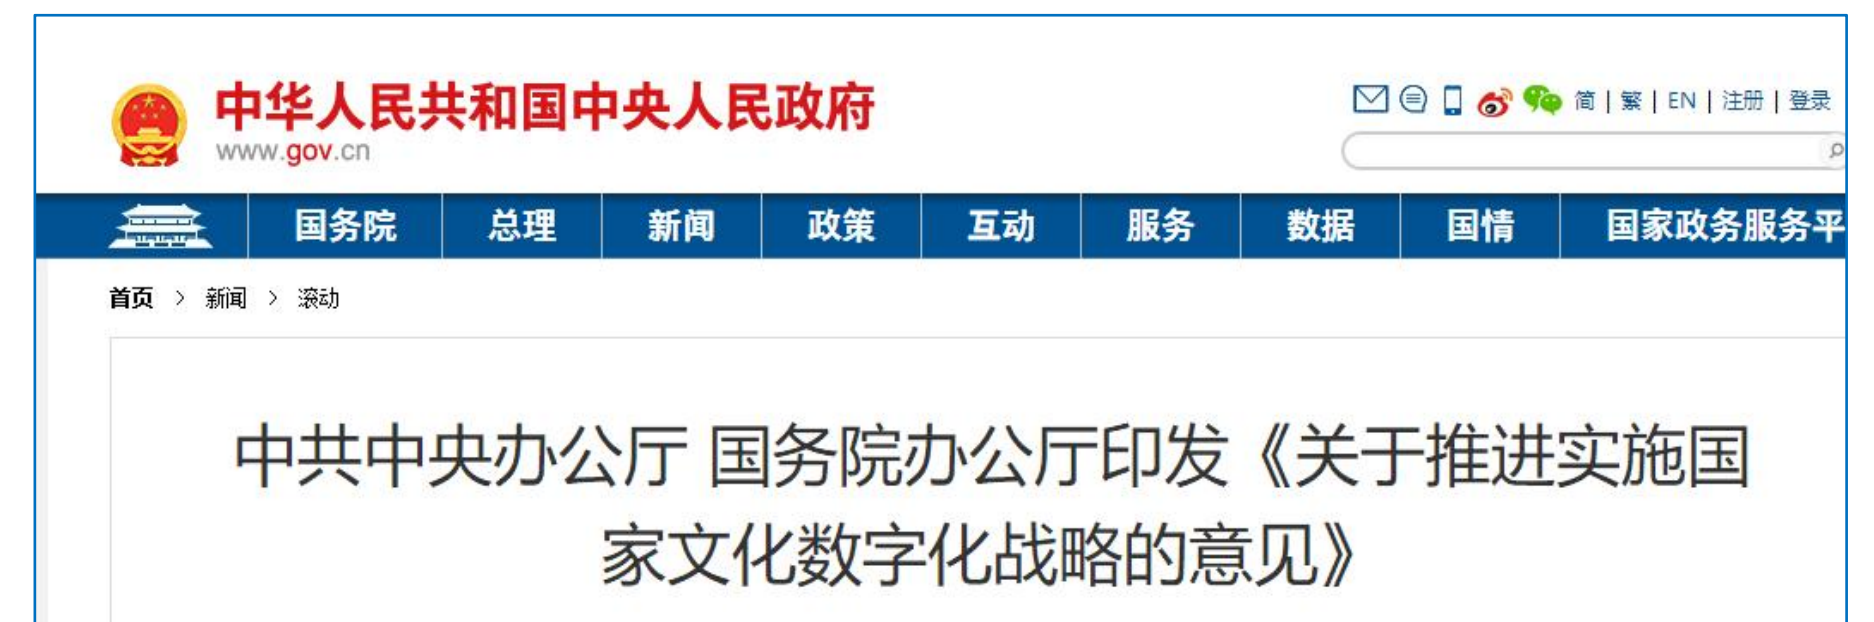 中华人民共和国中央人民政府
www.gov.cn
简 | 繁 | EN | 注册 | 登录
国务院 总理 新闻 政策 互动 服务 数据 国情 国家政务服务平
首页 > 新闻 > 滚动
中共中央办公厅 国务院办公厅印发《关于推进实施国
家文化数字化战略的意见》